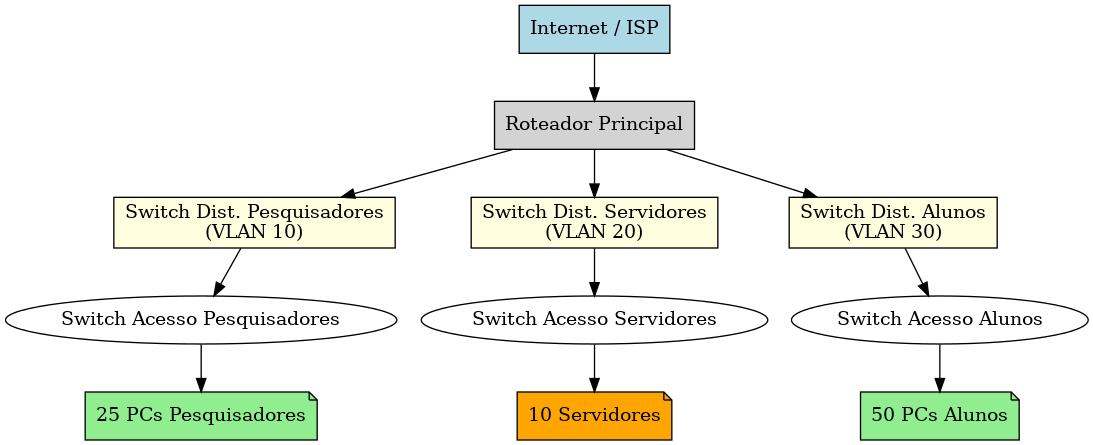 Internet / ISP
Roteador Principal
Switch Dist. Pesquisadores
(VLAN 10)
Switch Dist. Servidores
(VLAN 20)
Switch Dist. Alunos
(VLAN 30)
Switch Acesso Pesquisadores
Switch Acesso Servidores
Switch Acesso Alunos
25 PCs Pesquisadores
10 Servidores
50 PCs Alunos